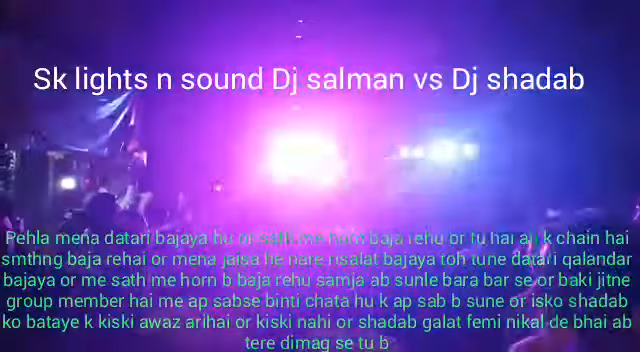 Sk lights n sound Dj salman vs Dj shadab
Pehla mena datari bajaya hu or sath me horn baja rehu or tu hai ali k chain hai
smthng baja rehai or mena jaisa he nare risalat bajaya toh tune datari qalandar
bajaya or me sath me horn b baja rehu samja ab sunle bara bar se or baki jitne
group member hai me ap sabse binti chata hu k ap sab b sune or isko shadab
ko bataye k kiski awaz arihai or kiski nahi or shadab galat femi nikal de bhai ab
tere dimag se tu b